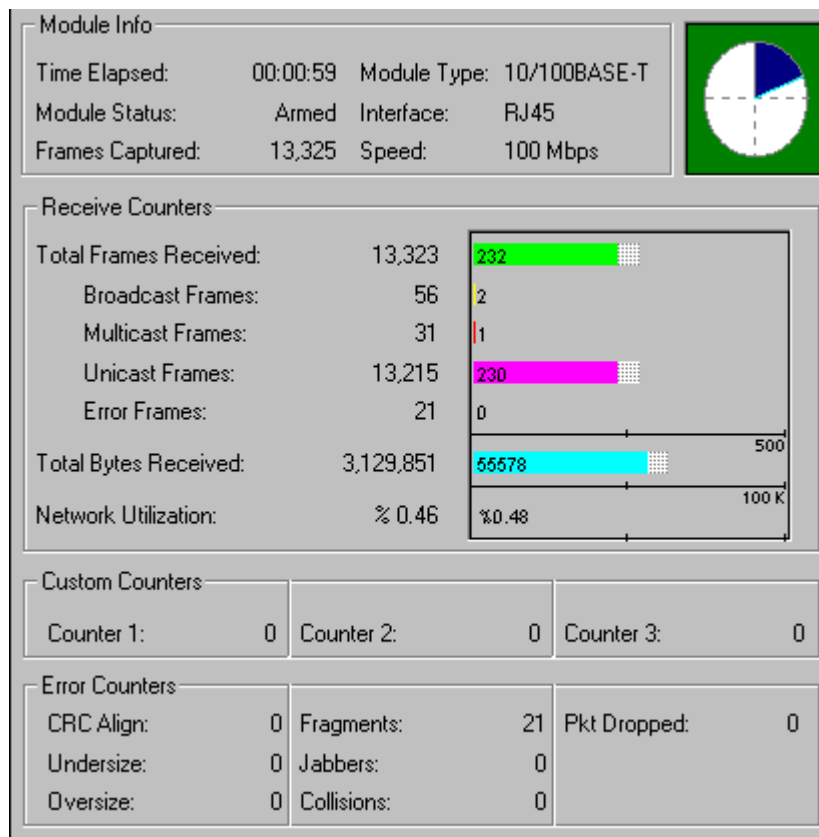 Module Info
Time Elapsed: 00:00:59 Module Type: 10/100BASE-T
Module Status: Armed Interface: RJ45
Frames Captured: 13,325 Speed: 100 Mbps
Receive Counters
Total Frames Received: 13,323 232
Broadcast Frames: 56 2
Multicast Frames: 31 1
Unicast Frames: 13,215 230
Error Frames: 21 0
500
Total Bytes Received: 3,129,851 55578
100 K
Network Utilization: % 0.46 %0.48
Custom Counters
Counter 1: 0 Counter 2: 0 Counter 3: 0
Error Counters
CRC Align: 0 Fragments: 21 Pkt Dropped: 0
Undersize: 0 Jabbers: 0
Oversize: 0 Collisions: 0